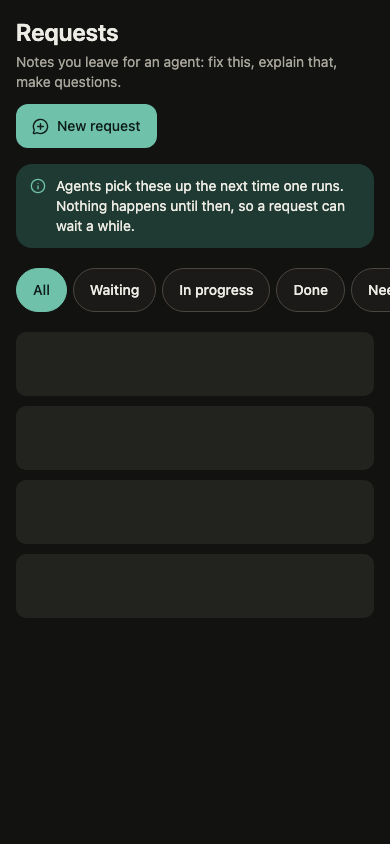 Requests
Notes you leave for an agent: fix this, explain that,
make questions.
New request
Agents pick these up the next time one runs.
Nothing happens until then, so a request can
wait a while.
All
Waiting
In progress
Done
Nee